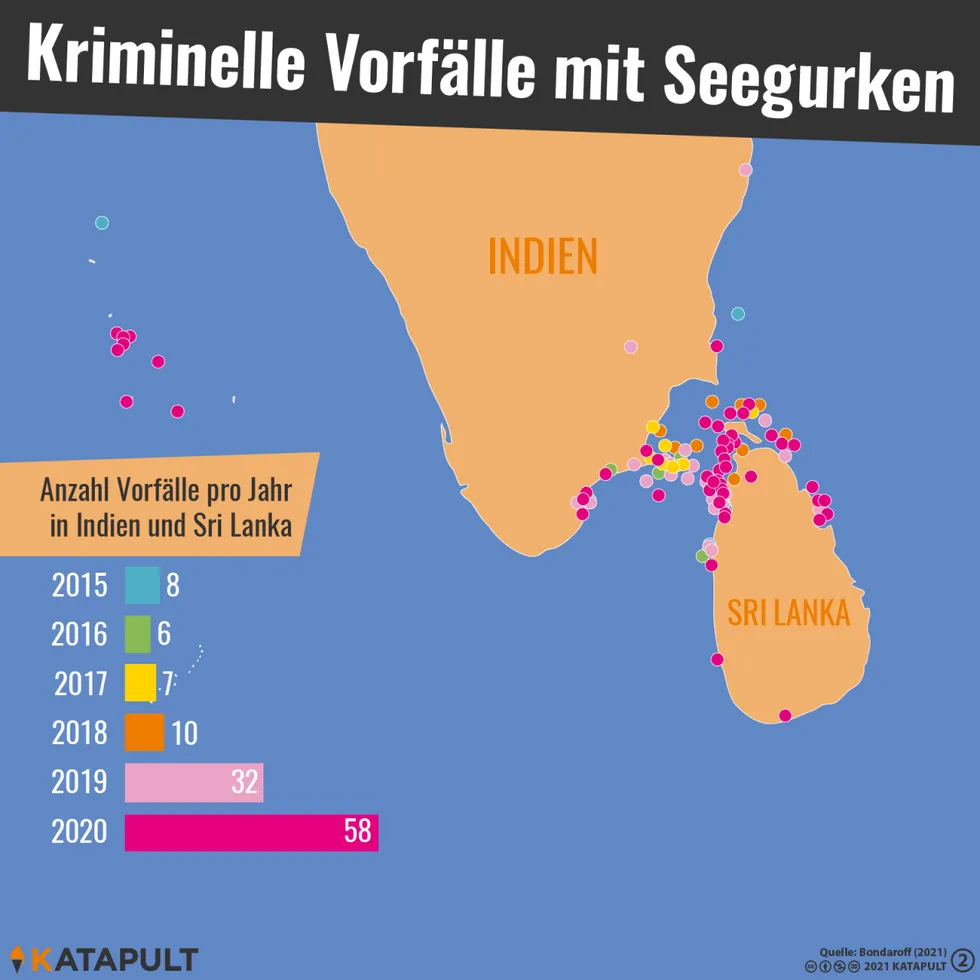 Kriminelle Vorfälle mit Seegurken
INDIEN
SRI LANKA
Anzahl Vorfälle pro Jahr
in Indien und Sri Lanka
2015 8
2016 6
2017 7
2018 10
2019 32
2020 58
KATAPULT
Quelle: Bondaroff (2021)
2021 KATAPULT
2